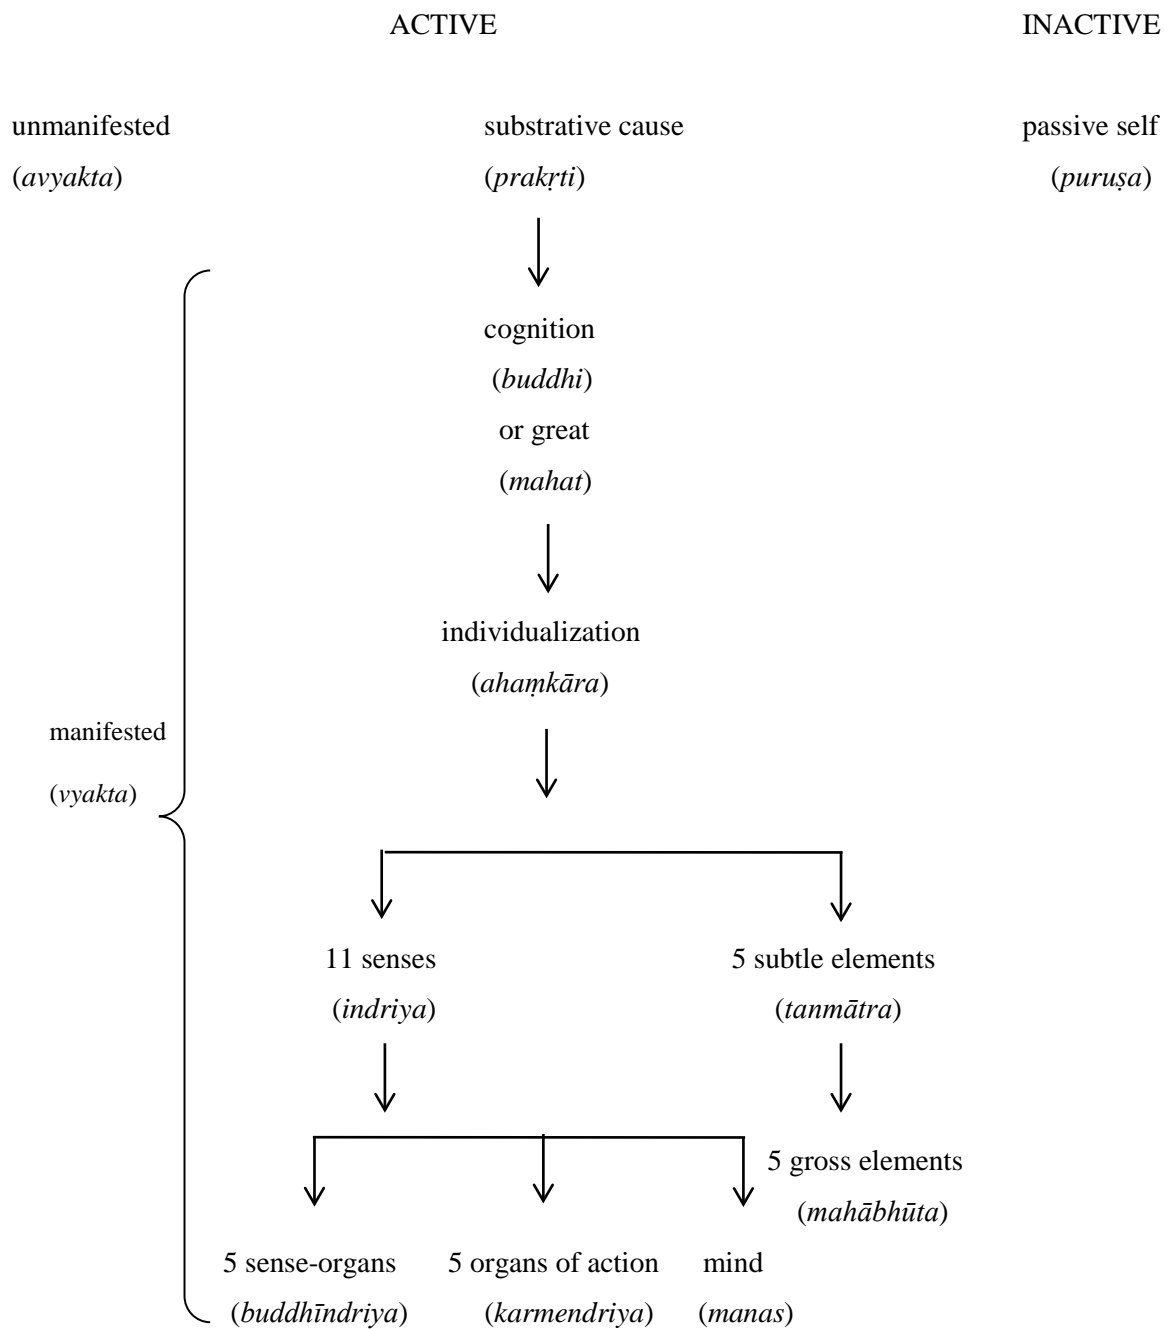 ACTIVE INACTIVE
unmanifested substrative cause passive self
(avyakta) (prakṛti) (puruṣa)
cognition
(buddhi)
or great
(mahat)
individualization
(ahaṃkāra)
manifested
(vyakta)
11 senses 5 subtle elements
(indriya) (tanmātra)
5 gross elements
(mahābhūta)
5 sense-organs 5 organs of action mind
(buddhīndriya) (karmendriya) (manas)